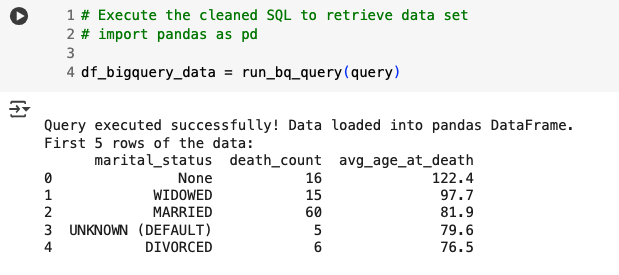 1 # Execute the cleaned SQL to retrieve data set
2 # import pandas as pd
3
4 df_bigquery_data = run_bq_query(query)
Query executed successfully! Data loaded into pandas DataFrame.
First 5 rows of the data:
marital_status death_count avg_age_at_death
0 None 16 122.4
1 WIDOWED 15 97.7
2 MARRIED 60 81.9
3 UNKNOWN (DEFAULT) 5 79.6
4 DIVORCED 6 76.5